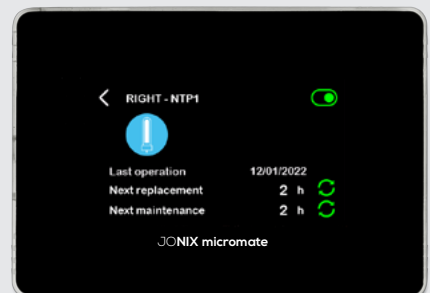 RIGHT - NTP1
Last operation 12/01/2022
Next replacement 2 h
Next maintenance 2 h
JONIX micromate